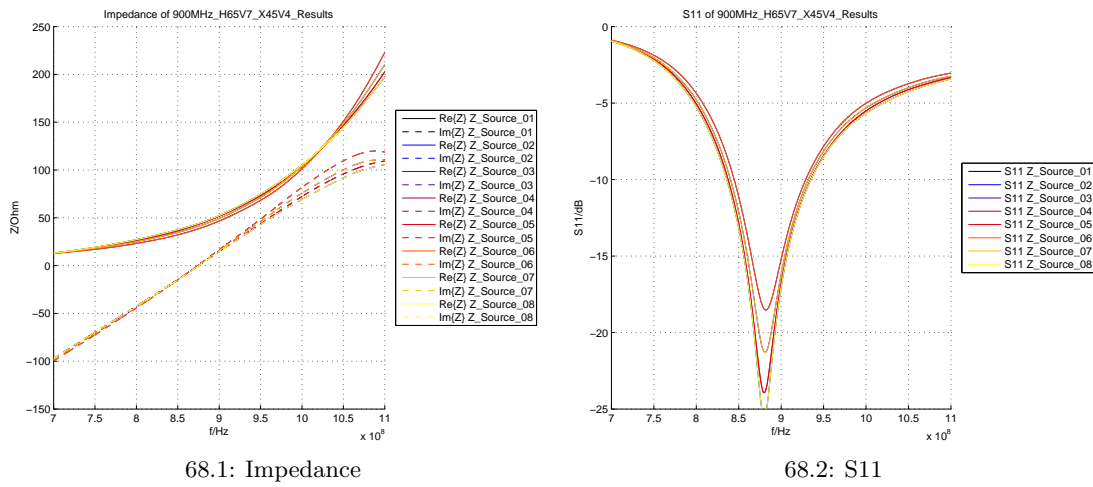 Impedance of 900MHz_H65V7_X45V4_Results
250
200
150
100
50
0
−50
−100
−150
Z/Ohm
7
7.5
8
8.5
9
9.5
10
10.5
11
x 10⁸
f/Hz
Re{Z} Z_Source_01
Im{Z} Z_Source_01
Re{Z} Z_Source_02
Im{Z} Z_Source_02
Re{Z} Z_Source_03
Im{Z} Z_Source_03
Re{Z} Z_Source_04
Im{Z} Z_Source_04
Re{Z} Z_Source_05
Im{Z} Z_Source_05
Re{Z} Z_Source_06
Im{Z} Z_Source_06
Re{Z} Z_Source_07
Im{Z} Z_Source_07
Re{Z} Z_Source_08
Im{Z} Z_Source_08
68.1: Impedance
S11 of 900MHz_H65V7_X45V4_Results
0
−5
−10
−15
−20
−25
S11/dB
7
7.5
8
8.5
9
9.5
10
10.5
11
x 10⁸
f/Hz
S11 Z_Source_01
S11 Z_Source_02
S11 Z_Source_03
S11 Z_Source_04
S11 Z_Source_05
S11 Z_Source_06
S11 Z_Source_07
S11 Z_Source_08
68.2: S11